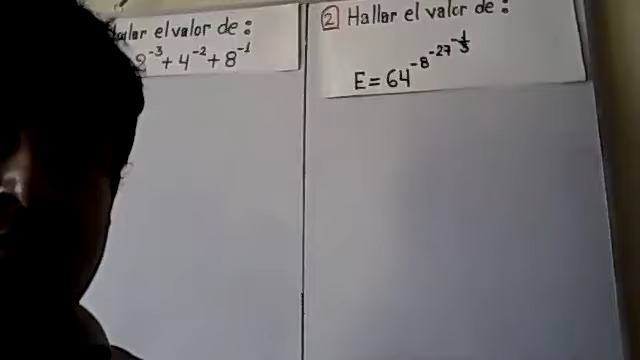 el valor de:
2⁻³+4⁻²+8⁻¹
2 Hallar el valor de:
E=64^-8^-27^-1/3